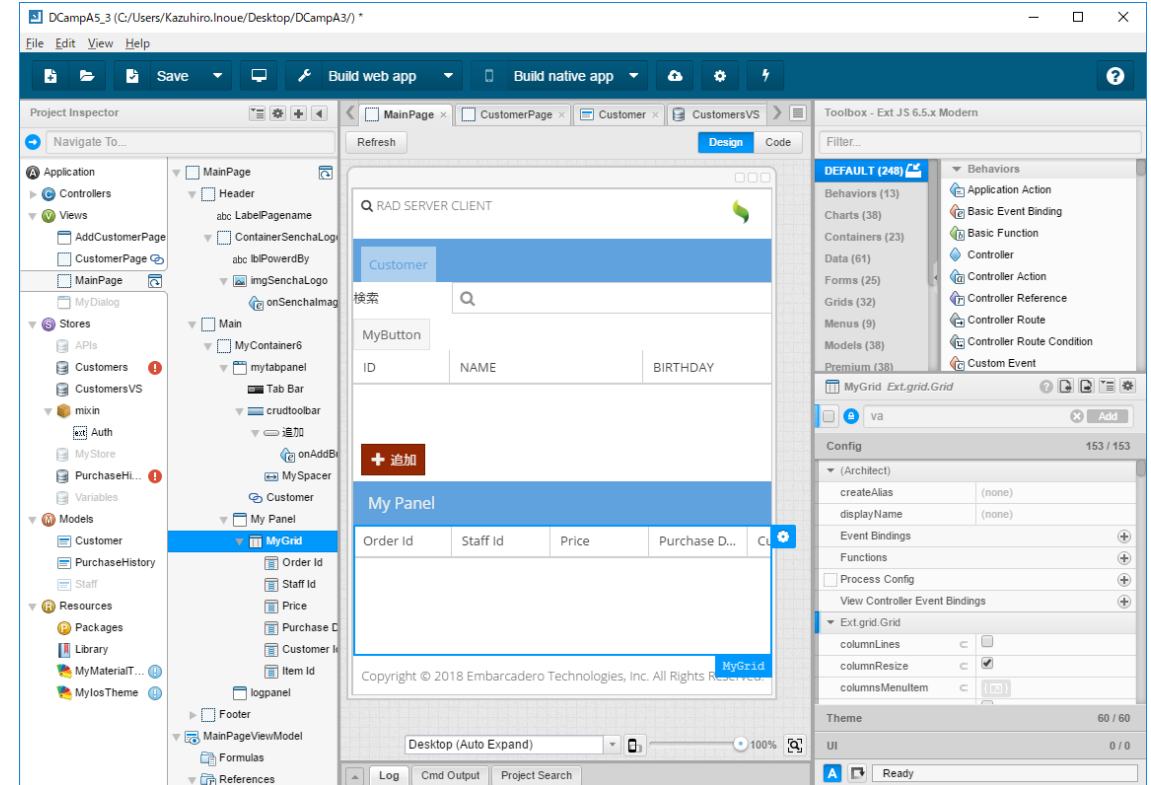 DCampA5_3 (C:/Users/Kazuhiro.Inoue/Desktop/DCampA3/) *
File Edit View Help
Save Build web app Build native app
Project Inspector
Navigate To...
Application
Controllers
Views
AddCustomerPage
CustomerPage
MainPage
MyDialog
Stores
APIs
Customers
CustomersVS
mixin
ext Auth
MyStore
PurchaseHi...
Variables
Models
Customer
PurchaseHistory
Staff
Resources
Packages
Library
MyMaterialT...
MyIosTheme
MainPage
Header
abc LabelPagename
ContainerSenchaLogo
abc lblPowerdBy
imgSenchaLogo
onSenchaImag
Main
MyContainer6
mytabpanel
Tab Bar
crudtoolbar
追加
onAddBu
MySpacer
Customer
My Panel
MyGrid
Order Id
Staff Id
Price
Purchase D
Customer Id
Item Id
logpanel
Footer
MainPageViewModel
Formulas
References
MainPage × CustomerPage × Customer × CustomersVS
Refresh Design Code
RAD SERVER CLIENT
Customer
検索
MyButton
ID NAME BIRTHDAY
追加
My Panel
Order Id Staff Id Price Purchase D... Cu
MyGrid
Copyright © 2018 Embarcadero Technologies, Inc. All Rights Reserved.
Desktop (Auto Expand) 100%
Log Cmd Output Project Search
Toolbox - Ext JS 6.5.x Modern
Filter...
DEFAULT (248)
Behaviors (13)
Charts (38)
Containers (23)
Data (61)
Forms (25)
Grids (32)
Menus (9)
Models (38)
Premium (38)
Behaviors
Application Action
Basic Event Binding
Basic Function
Controller
Controller Action
Controller Reference
Controller Route
Controller Route Condition
Custom Event
MyGrid Ext.grid.Grid
va Add
Config 153 / 153
(Architect)
createAlias (none)
displayName (none)
Event Bindings
Functions
Process Config
View Controller Event Bindings
Ext.grid.Grid
columnLines
columnResize
columnsMenuItem
Theme 60 / 60
UI 0 / 0
A Ready